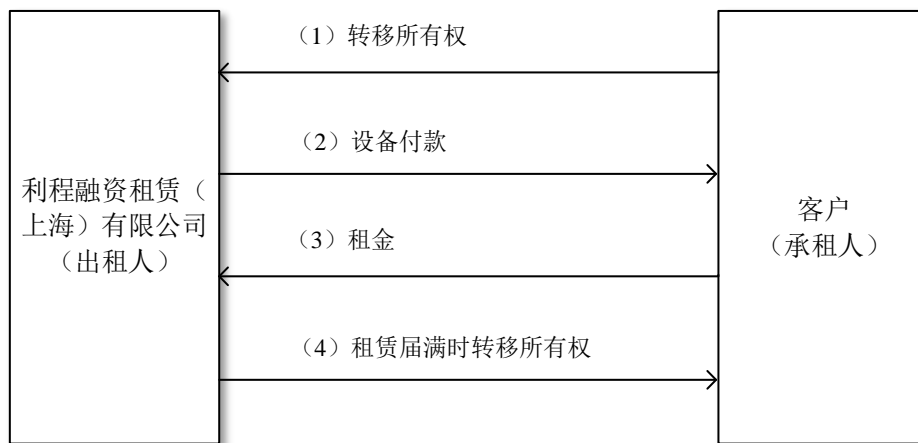 （1）转移所有权
（2）设备付款
利程融资租赁（
上海）有限公司
（出租人）
客户
（承租人）
（3）租金
（4）租赁届满时转移所有权